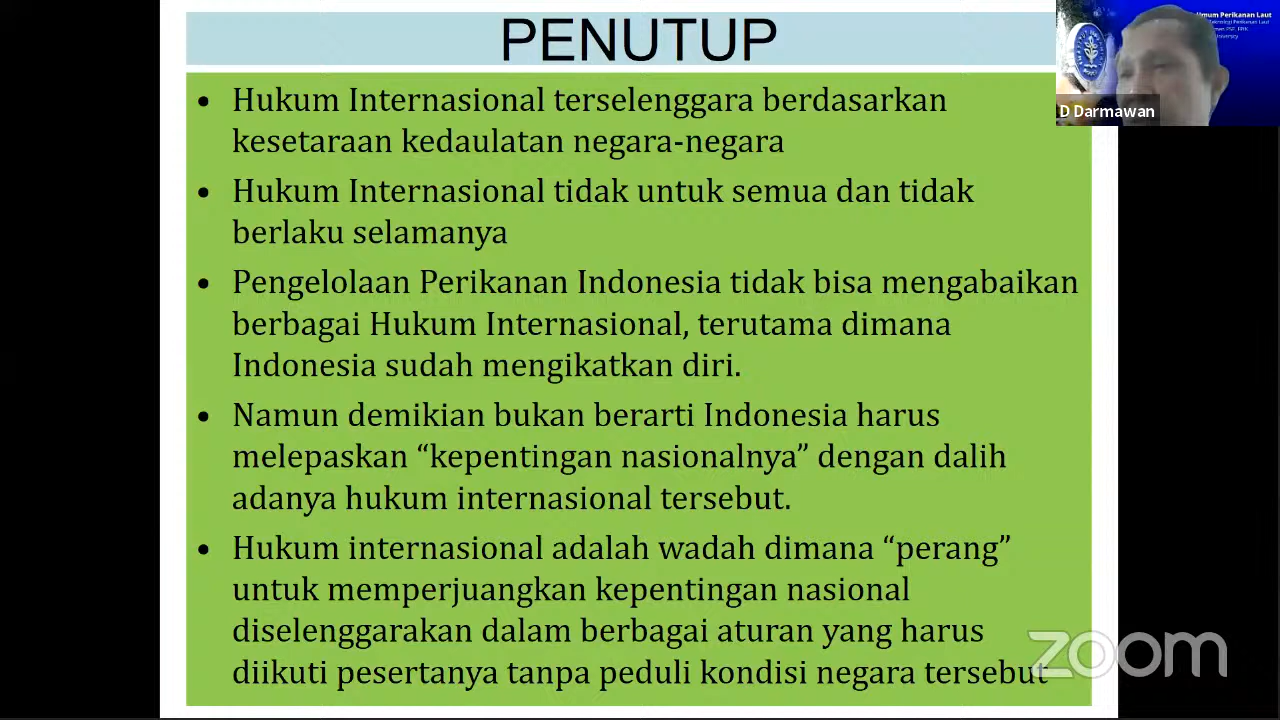 PENUTUP
• Hukum Internasional terselenggara berdasarkan
kesetaraan kedaulatan negara-negara
• Hukum Internasional tidak untuk semua dan tidak
berlaku selamanya
• Pengelolaan Perikanan Indonesia tidak bisa mengabaikan
berbagai Hukum Internasional, terutama dimana
Indonesia sudah mengikatkan diri.
• Namun demikian bukan berarti Indonesia harus
melepaskan “kepentingan nasionalnya” dengan dalih
adanya hukum internasional tersebut.
• Hukum internasional adalah wadah dimana “perang”
untuk memperjuangkan kepentingan nasional
diselenggarakan dalam berbagai aturan yang harus
diikuti pesertanya tanpa peduli kondisi negara tersebut
Perikanan Laut
D Darmawan
zoom